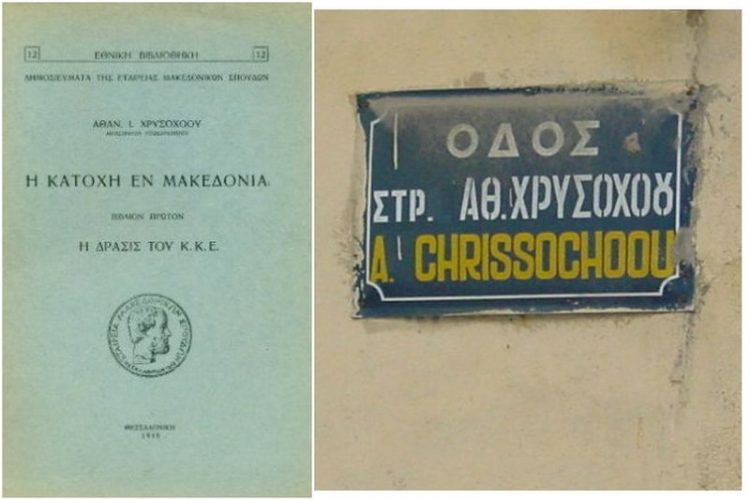 12 ΕΘΝΙΚΗ ΒΙΒΛΙΟΘΗΚΗ 12
ΔΗΜΟΣΙΕΥΜΑΤΑ ΤΗΣ ΕΤΑΙΡΕΙΑΣ ΜΑΚΕΔΟΝΙΚΩΝ ΣΠΟΥΔΩΝ
ΑΘΑΝ. Ι. ΧΡΥΣΟΧΟΟΥ
Η ΚΑΤΟΧΗ ΕΝ ΜΑΚΕΔΟΝΙΑ
ΒΙΒΛΙΟΝ ΠΡΩΤΟΝ
Η ΔΡΑΣΙΣ ΤΟΥ Κ.Κ.Ε.
ΘΕΣΣΑΛΟΝΙΚΗ
ΟΔΟΣ
ΣΤΡ. ΑΘ.ΧΡΥΣΟΧΟΥ
A. CHRISSOCHOOU